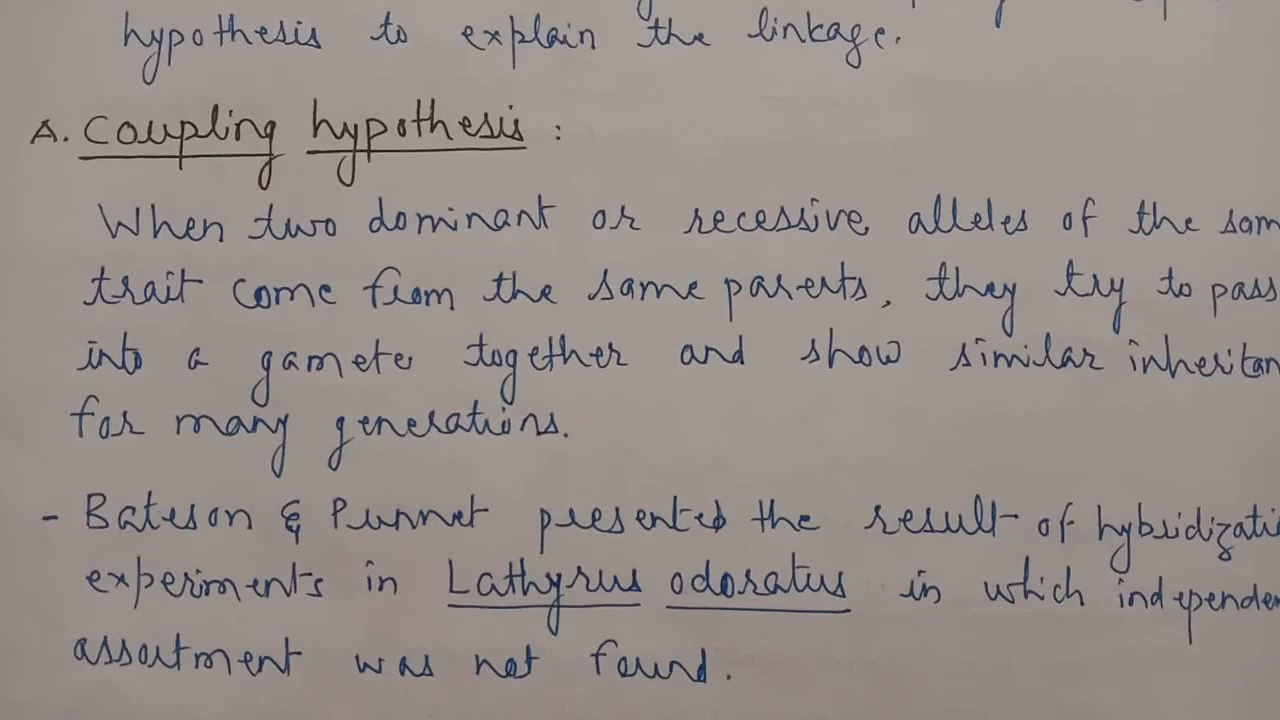 hypothesis to explain the linkage.
A. Coupling hypothesis :
When two dominant or recessive alleles of the sam
trait come from the same parents, they try to pass
into a gamete together and show similar inheritan
for many generations.
- Bateson & Punnet presented the result of hybridizati
experiments in Lathyrus odoratus in which independen
assortment was not found.